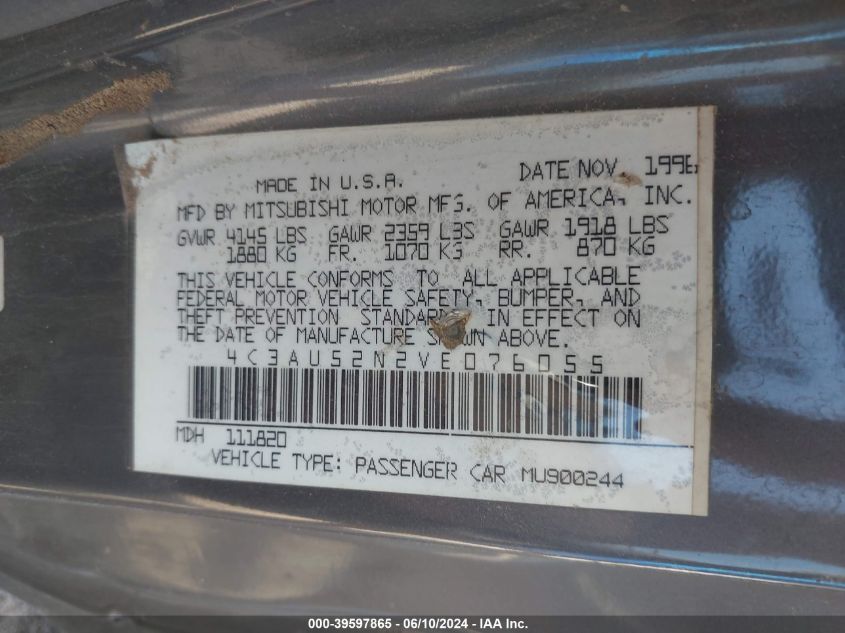 MADE IN U.S.A. DATE NOV. 1996
MFD BY MITSUBISHI MOTOR MFG. OF AMERICA, INC.
GVWR 4145 LBS GAWR 2359 LBS GAWR 1918 LBS
1880 KG FR. 1070 KG RR. 870 KG
THIS VEHICLE CONFORMS TO ALL APPLICABLE
FEDERAL MOTOR VEHICLE SAFETY, BUMPER, AND
THEFT PREVENTION IN EFFECT ON
THE DATE OF MANUFACTURE ABOVE.
4C3AU52N2VE076055
MDH 111820
VEHICLE TYPE: PASSENGER CAR MU900244
000-39597865 - 06/10/2024 - IAA Inc.